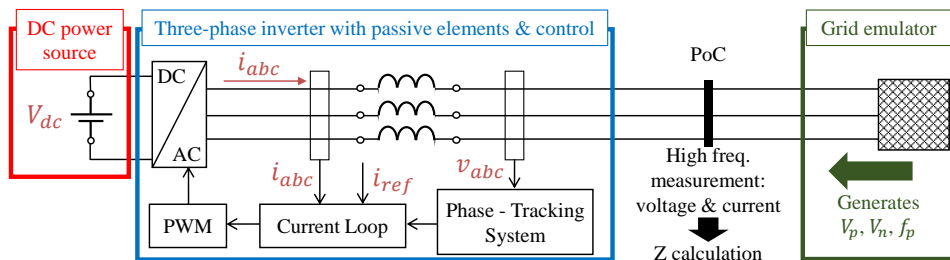 DC power
source
Three-phase inverter with passive elements & control
Grid emulator
DC
AC
i_abc
PoC
V_dc
i_abc
i_ref
v_abc
High freq.
measurement:
voltage & current
Z calculation
PWM
Current Loop
Phase - Tracking
System
Generates
V_p, V_n, f_p